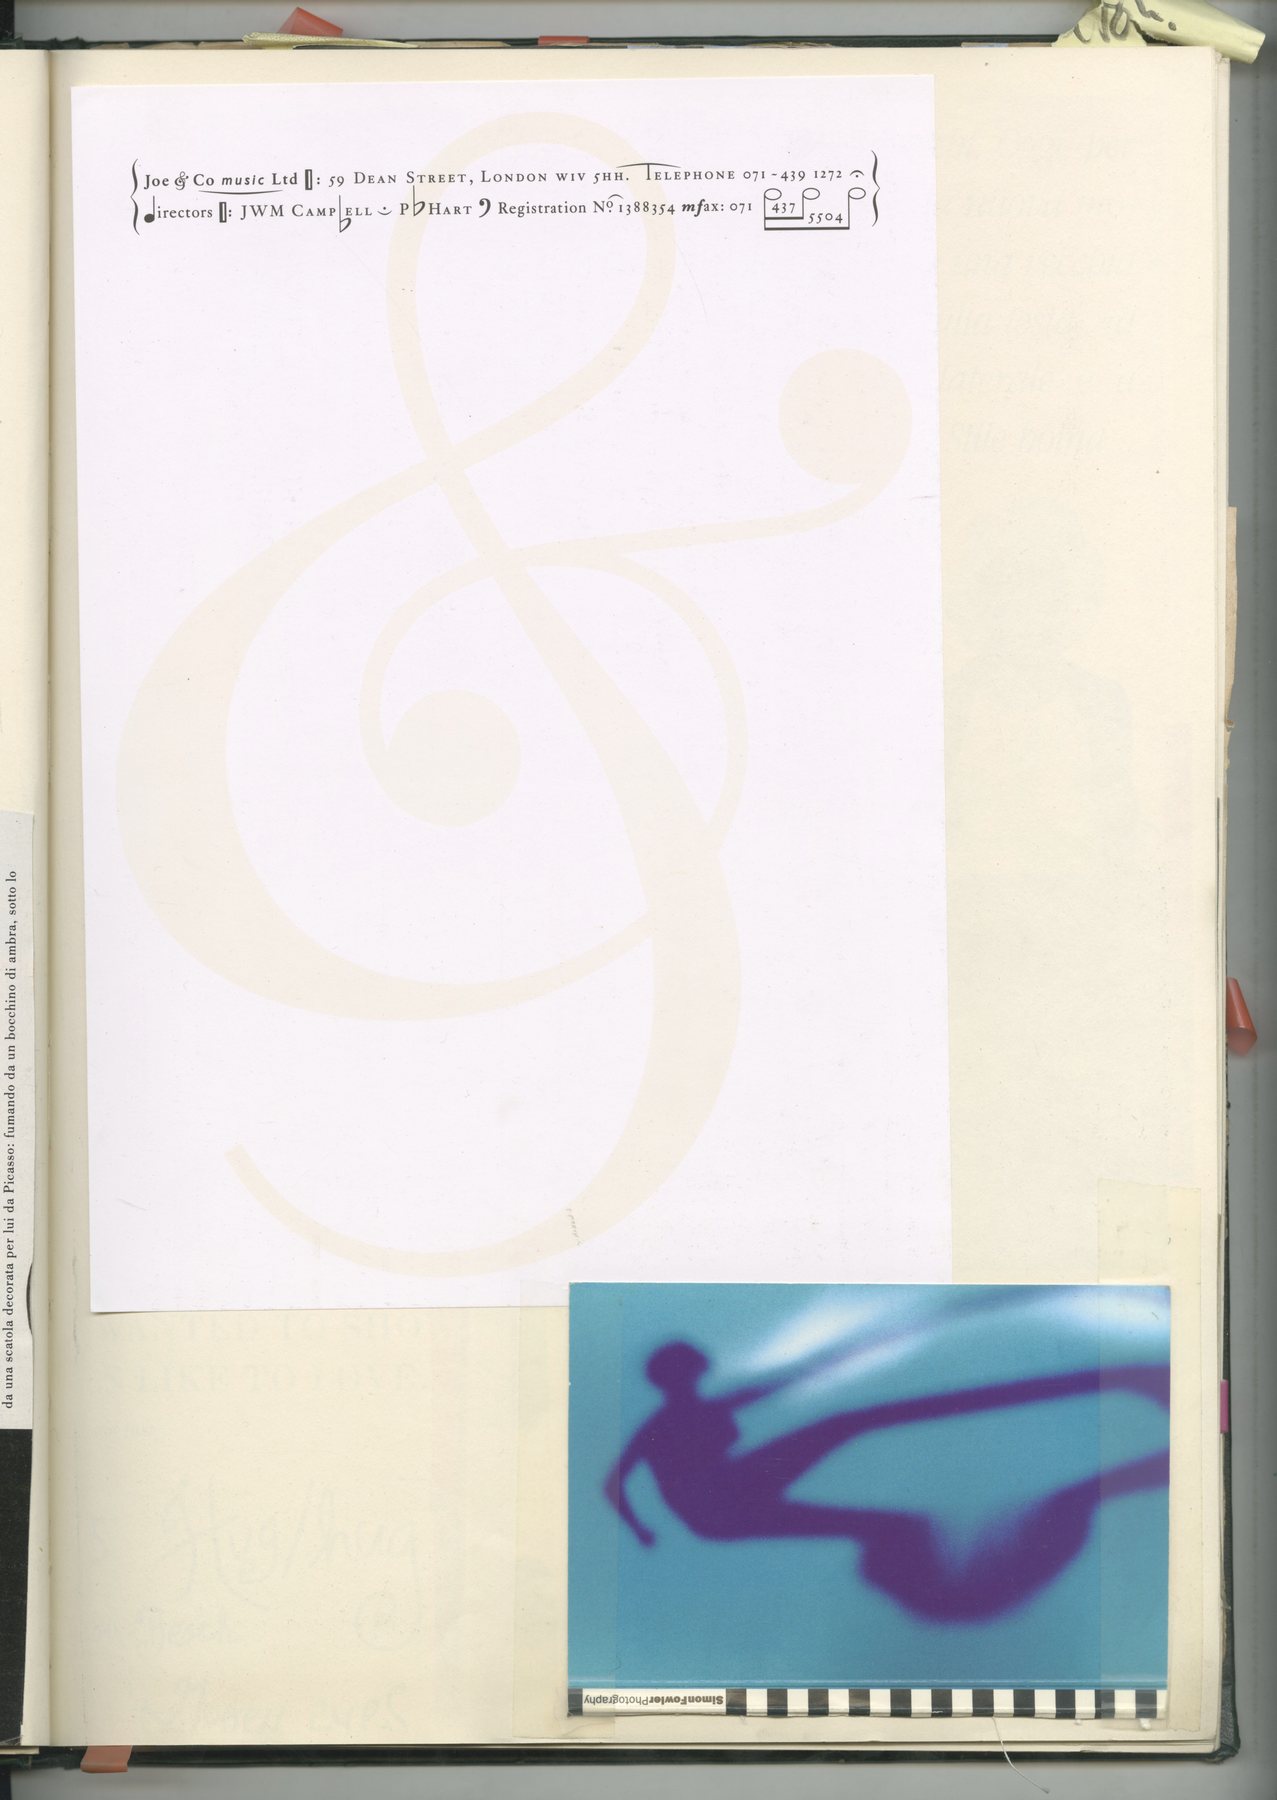 Joe & Co music Ltd : 59 Dean Street, London W1V 5HH. Telephone 071-439 1272
Directors : JWM Campbell P Hart Registration No. 1388354 mfax: 071 437 5504
da una scatola decorata per lui da Picasso: fumando da un bocchino di ambra, sotto lo
SimonFowlerPhotography